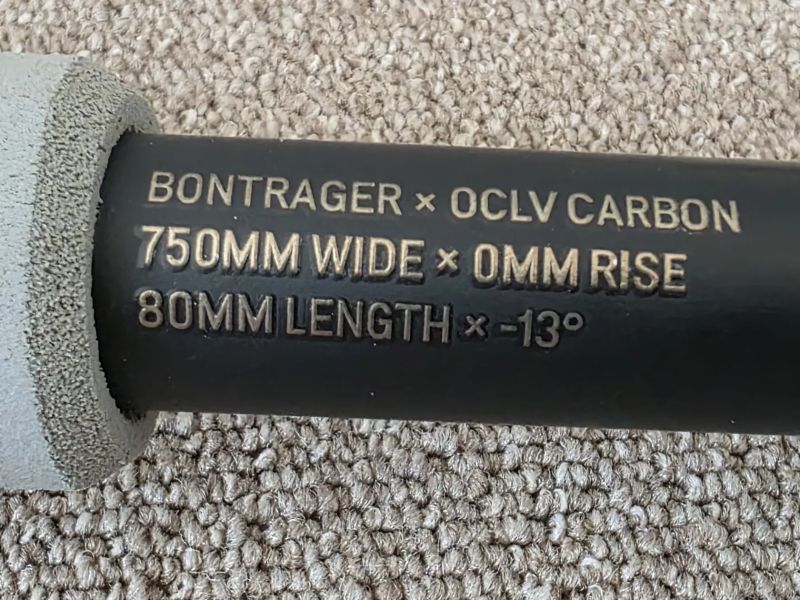 BONTRAGER × OCLV CARBON
750MM WIDE × 0MM RISE
80MM LENGTH × -13°